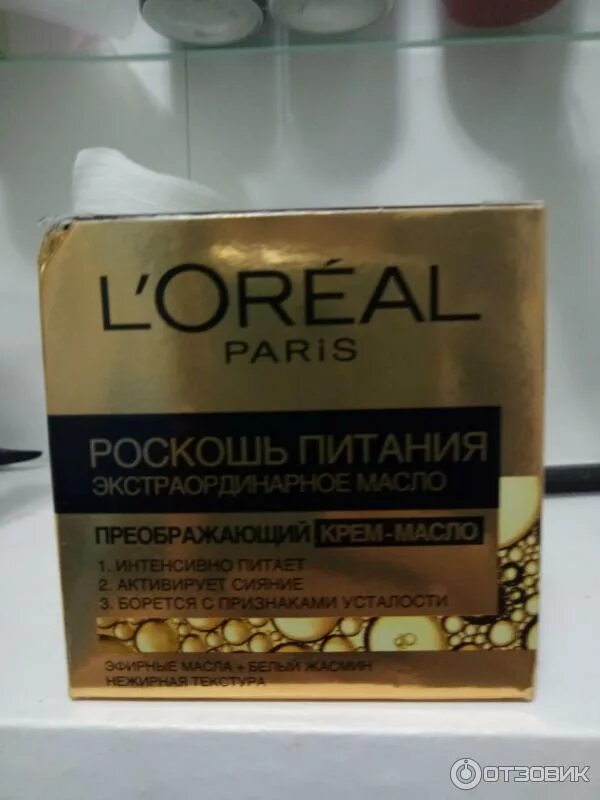 L'ORÉAL
PARIS
РОСКОШЬ ПИТАНИЯ
ЭКСТРАОРДИНАРНОЕ МАСЛО
ПРЕОБРАЖАЮЩИЙ КРЕМ-МАСЛО
1. ИНТЕНСИВНО ПИТАЕТ
2. АКТИВИРУЕТ СИЯНИЕ
3. БОРЕТСЯ С ПРИЗНАКАМИ УСТАЛОСТИ
ЭФИРНЫЕ МАСЛА + БЕЛЫЙ ЖАСМИН
НЕЖИРНАЯ ТЕКСТУРА
ОТЗОВИК